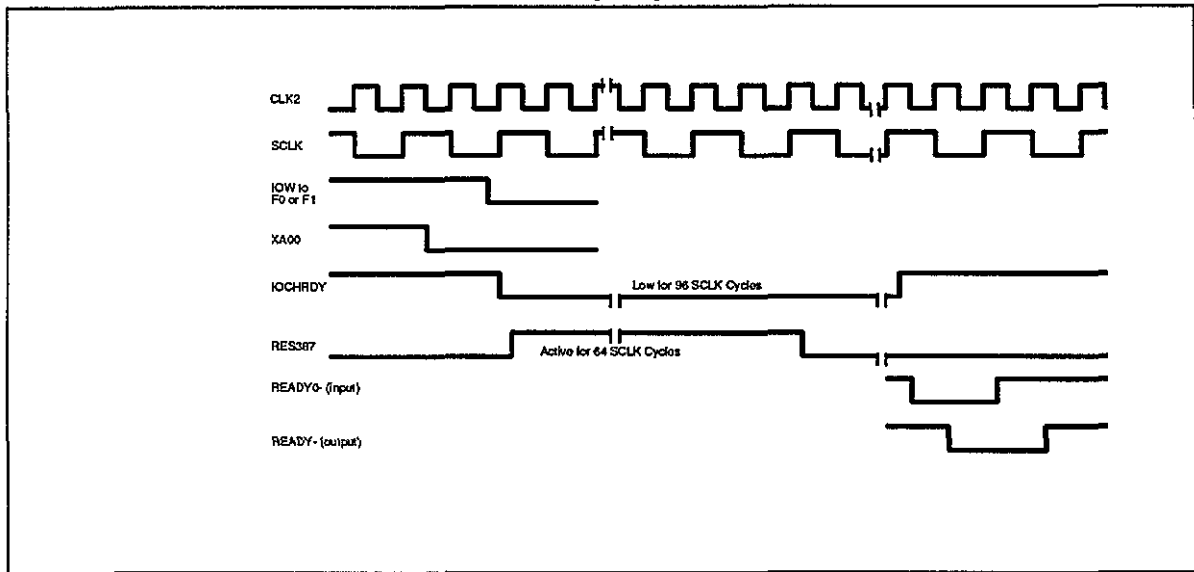 CLK2
SCLK
IOW to
F0 or F1
XA00
IOCHRDY
Low for 96 SCLK Cycles
RES387
Active for 64 SCLK Cycles
READY0- (input)
READY- (output)